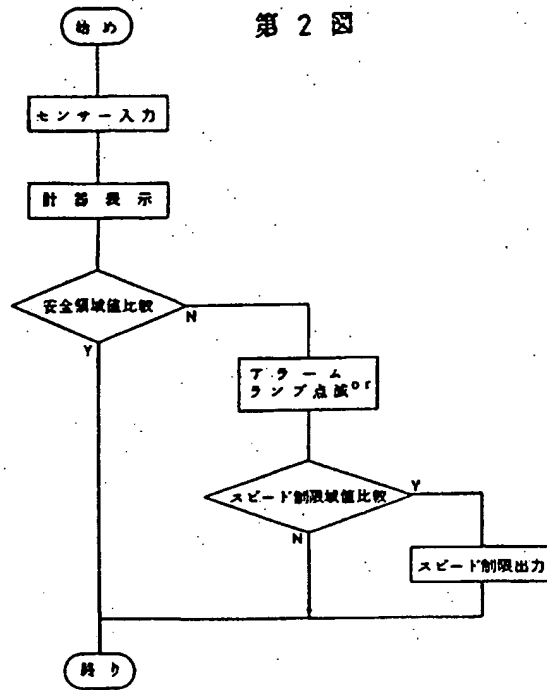 第2図
始め
センサー入力
計器表示
安全領域値比較
N
Y
アラーム or
ランプ点滅
スピード制限域値比較
Y
N
スピード制限出力
終り